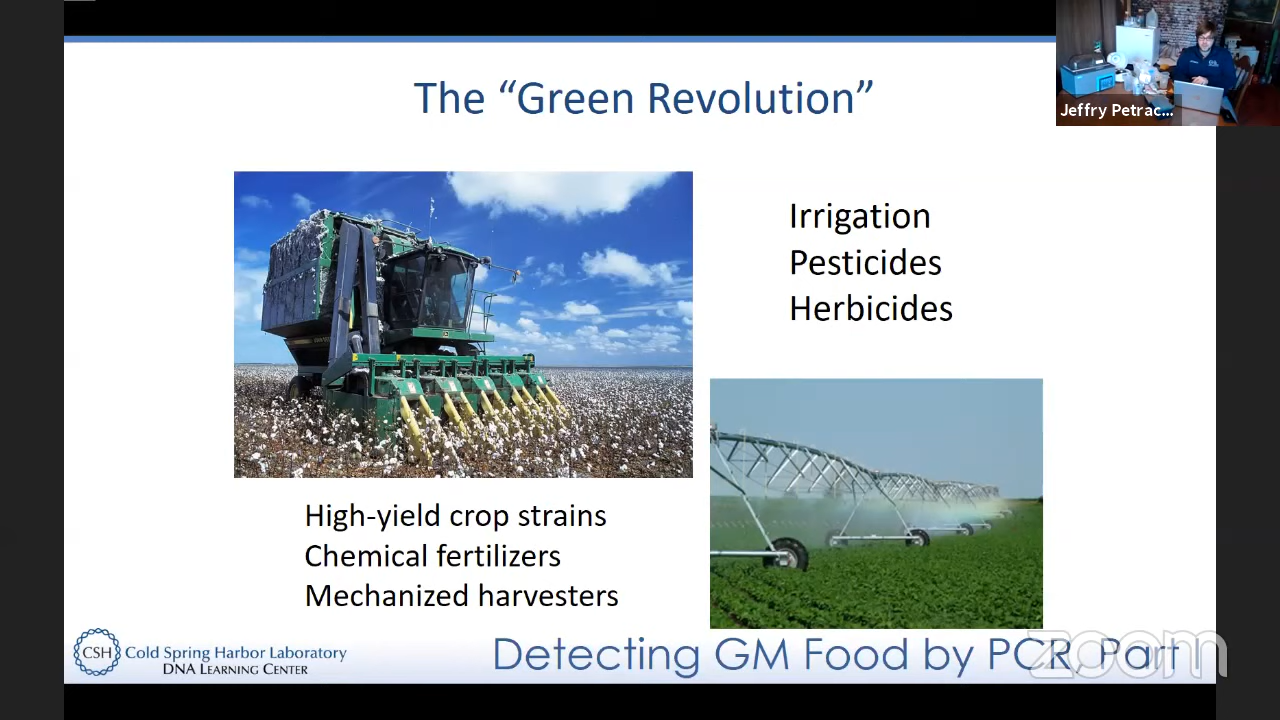 The “Green Revolution”
Jeffry Petrac...
Irrigation
Pesticides
Herbicides
High-yield crop strains
Chemical fertilizers
Mechanized harvesters
CSH
Cold Spring Harbor Laboratory
DNA LEARNING CENTER
Detecting GM Food by PCR, Part
zoom